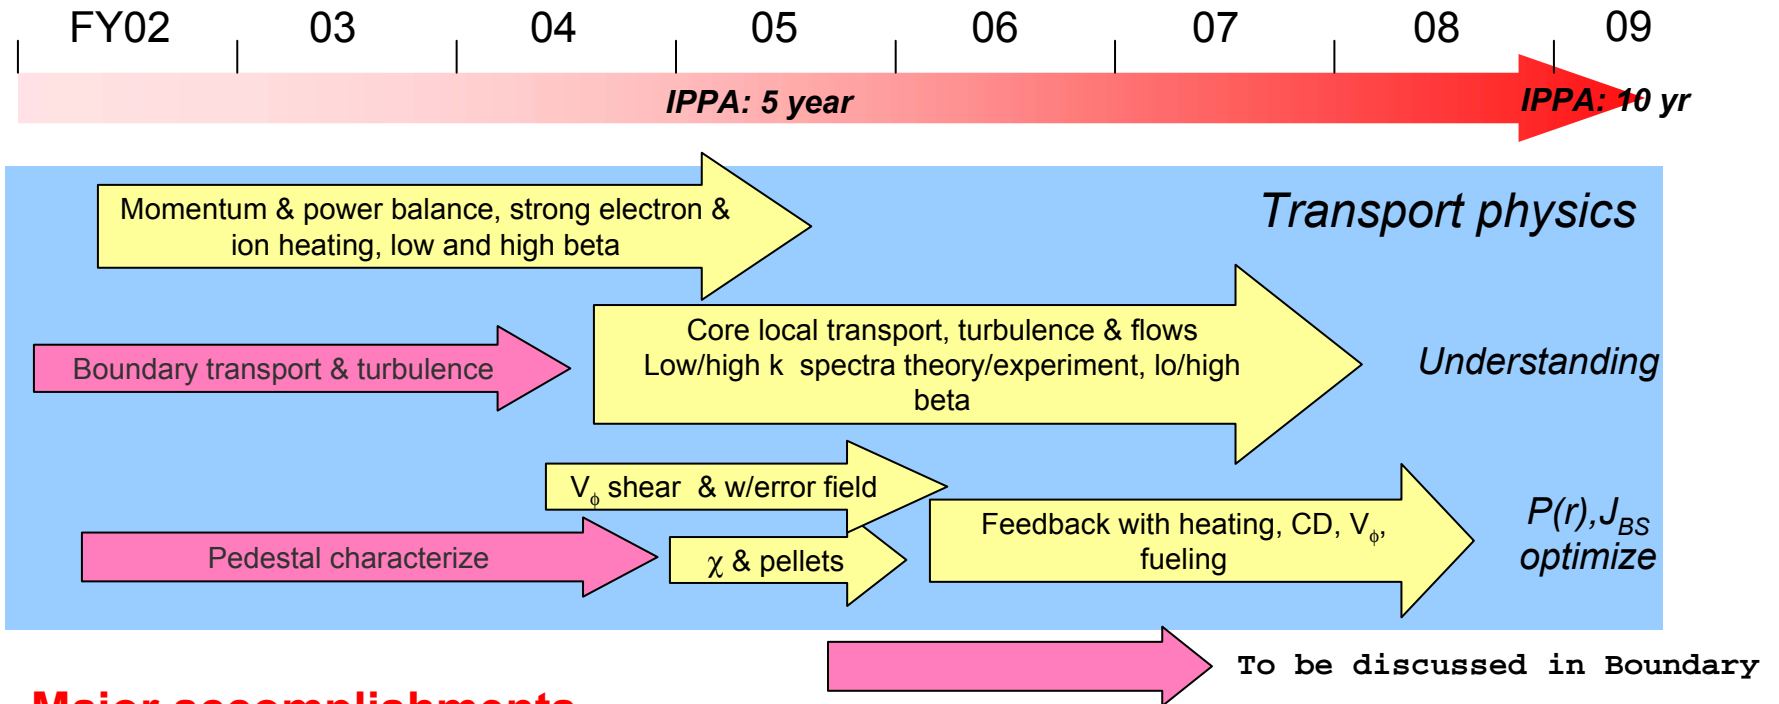 FY02 03 04 05 06 07 08 09
IPPA: 5 year
IPPA: 10 yr
Transport physics
Momentum & power balance, strong electron &
ion heating, low and high beta
Core local transport, turbulence & flows
Low/high k spectra theory/experiment, lo/high
beta
Boundary transport & turbulence
Understanding
Vϕ shear & w/error field
Pedestal characterize
χ & pellets
Feedback with heating, CD, Vϕ,
fueling
P(r),JBS
optimize
To be discussed in Boundary
Major accomplishments